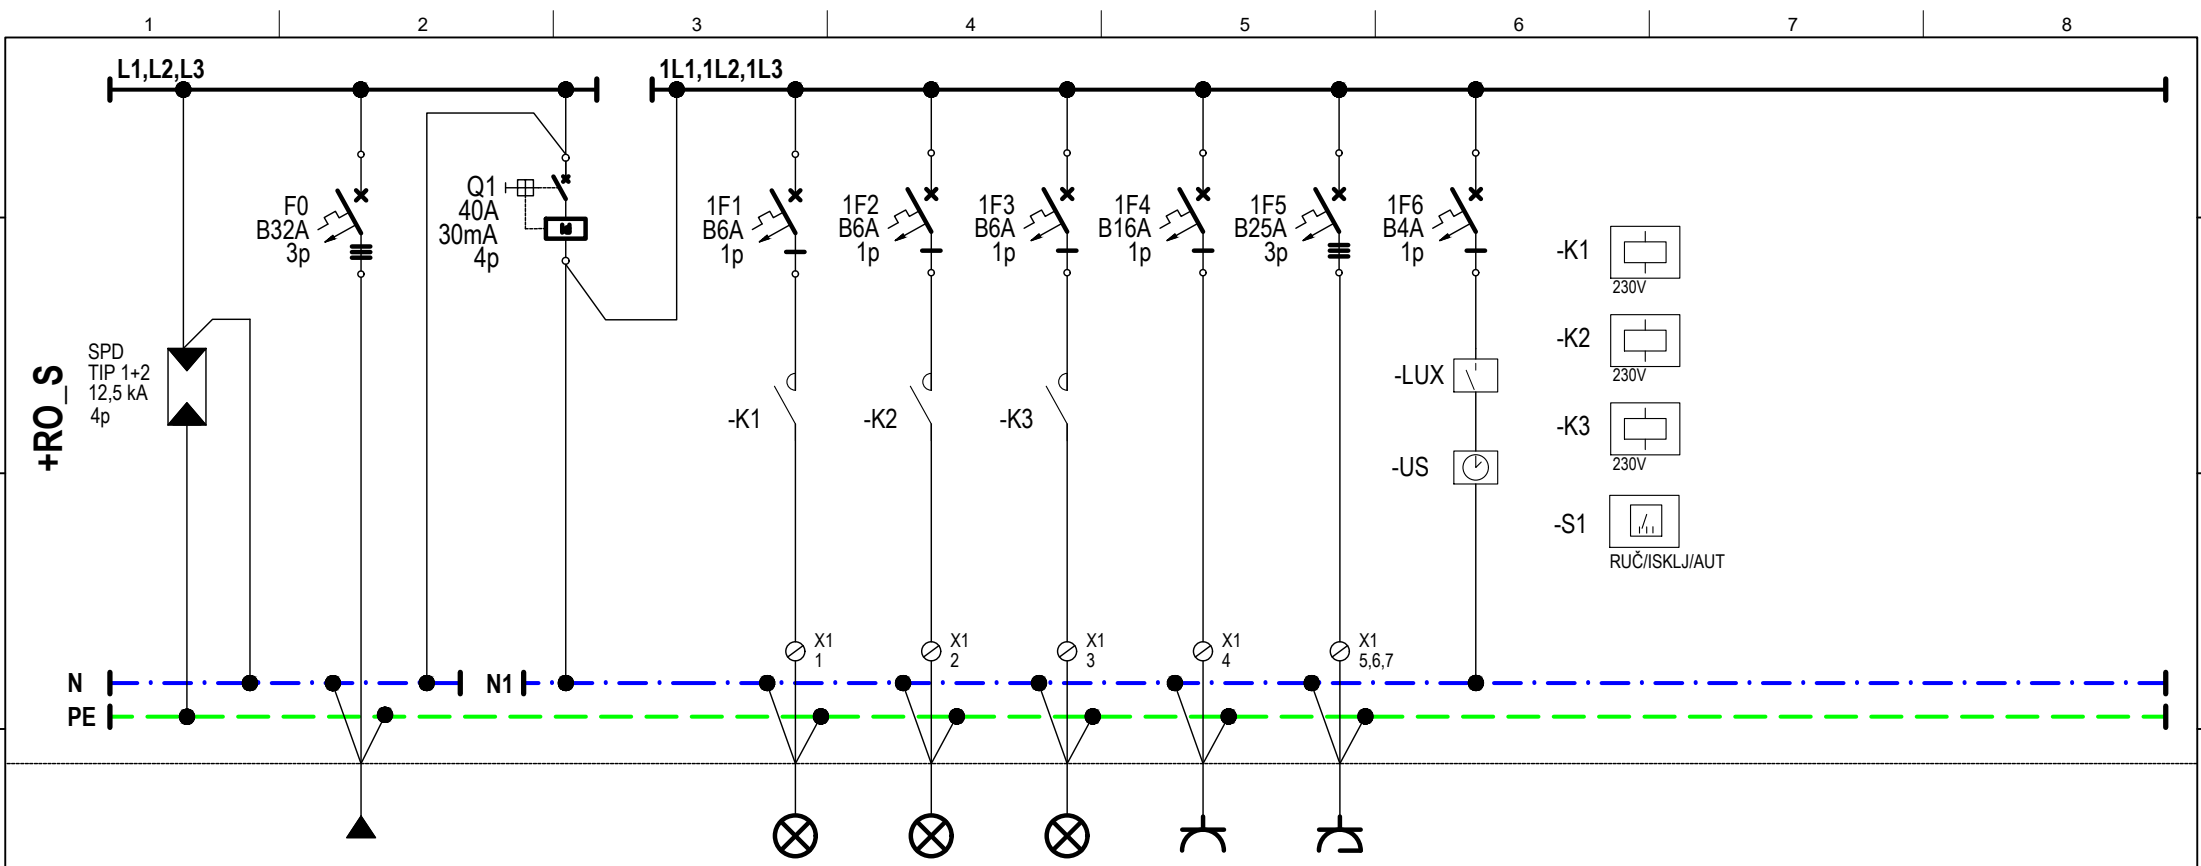 1
2
3
4
5
6
7
8
L1,L2,L3
1L1,1L2,1L3
F0
B32A
3p
Q1
40A
30mA
4p
1F1
B6A
1p
1F2
B6A
1p
1F3
B6A
1p
1F4
B16A
1p
1F5
B25A
3p
1F6
B4A
1p
-K1
230V
-K2
230V
-K3
230V
-S1
RUČ/ISKLJ/AUT
+RO_S
SPD
TIP 1+2
12,5 kA
4p
-K1
-K2
-K3
-LUX
-US
X1
1
X1
2
X1
3
X1
4
X1
5,6,7
N
N1
PE